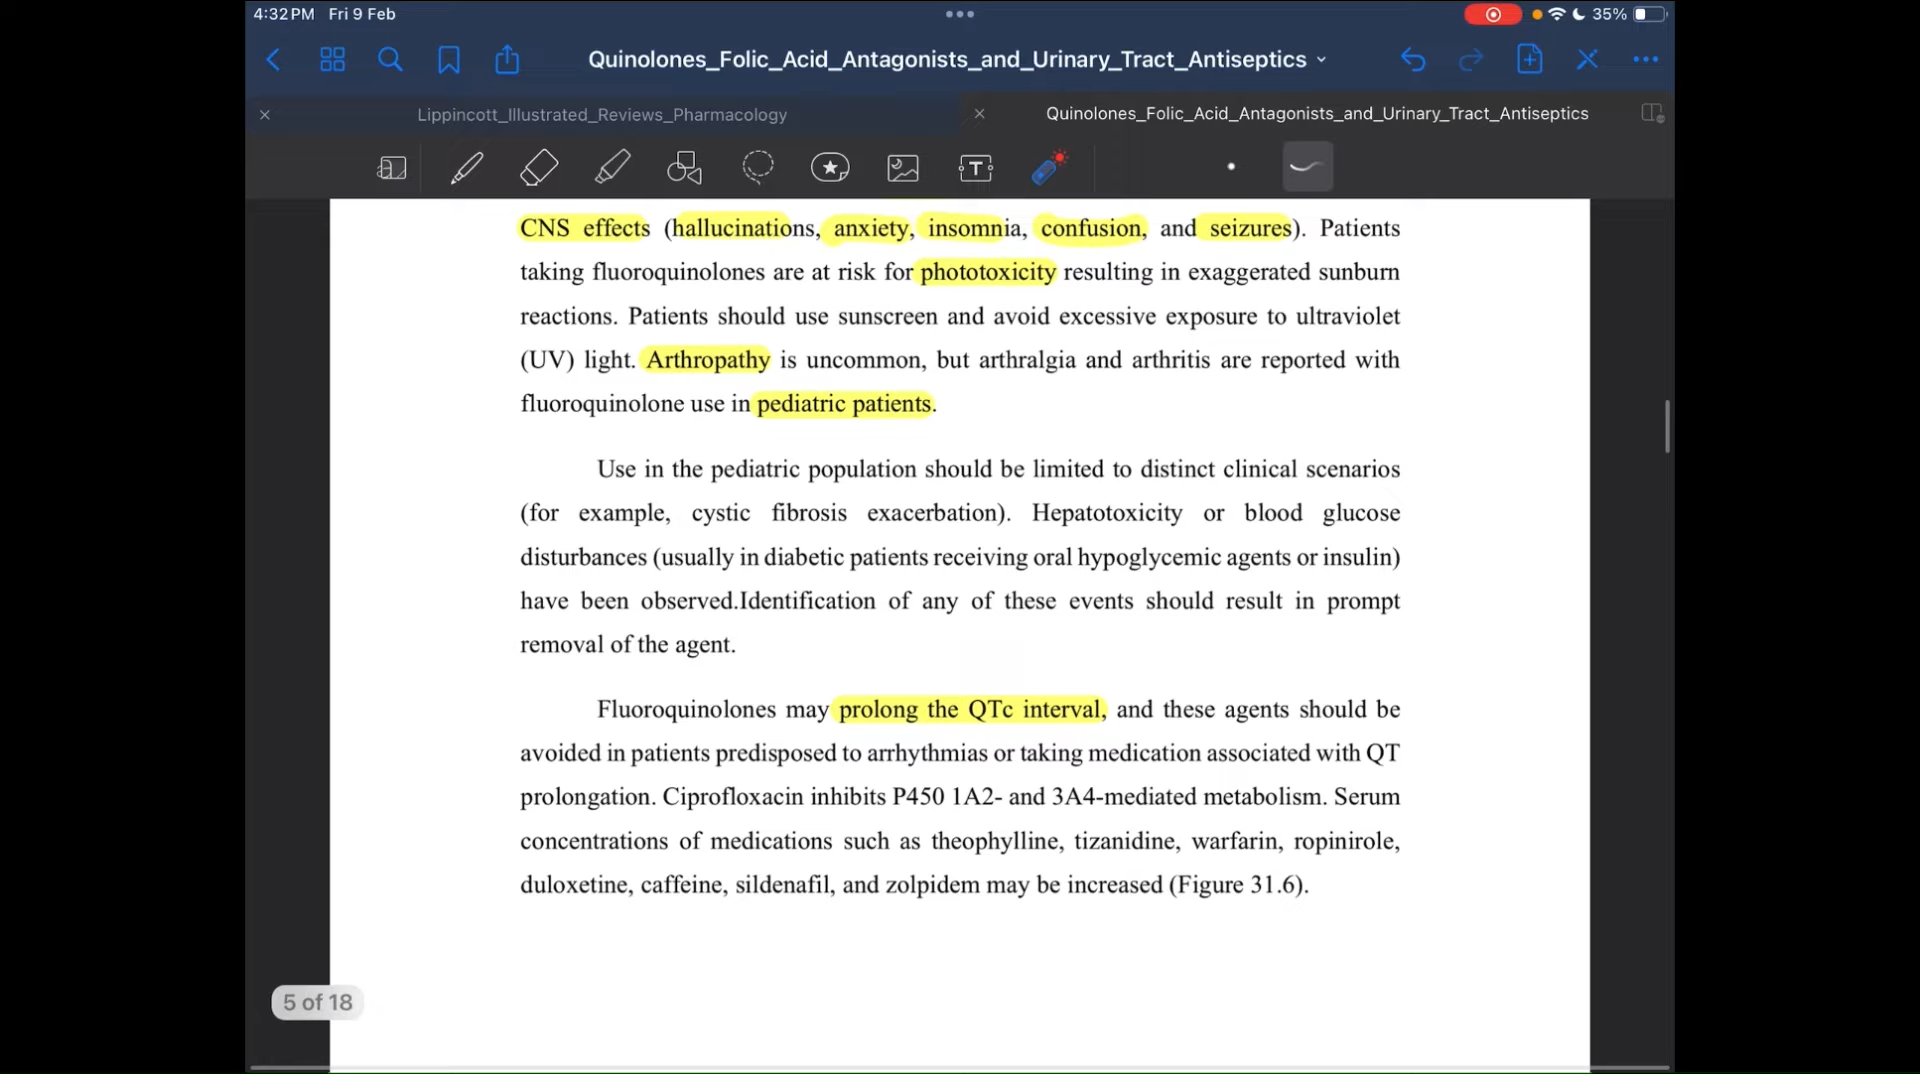 4:32 PM Fri 9 Feb
35%
Quinolones_Folic_Acid_Antagonists_and_Urinary_Tract_Antiseptics
Lippincott_Illustrated_Reviews_Pharmacology
Quinolones_Folic_Acid_Antagonists_and_Urinary_Tract_Antiseptics
T
CNS effects (hallucinations, anxiety, insomnia, confusion, and seizures). Patients
taking fluoroquinolones are at risk for phototoxicity resulting in exaggerated sunburn
reactions. Patients should use sunscreen and avoid excessive exposure to ultraviolet
(UV) light. Arthropathy is uncommon, but arthralgia and arthritis are reported with
fluoroquinolone use in pediatric patients.
Use in the pediatric population should be limited to distinct clinical scenarios
(for example, cystic fibrosis exacerbation). Hepatotoxicity or blood glucose
disturbances (usually in diabetic patients receiving oral hypoglycemic agents or insulin)
have been observed.Identification of any of these events should result in prompt
removal of the agent.
Fluoroquinolones may prolong the QTc interval, and these agents should be
avoided in patients predisposed to arrhythmias or taking medication associated with QT
prolongation. Ciprofloxacin inhibits P450 1A2- and 3A4-mediated metabolism. Serum
concentrations of medications such as theophylline, tizanidine, warfarin, ropinirole,
duloxetine, caffeine, sildenafil, and zolpidem may be increased (Figure 31.6).
5 of 18